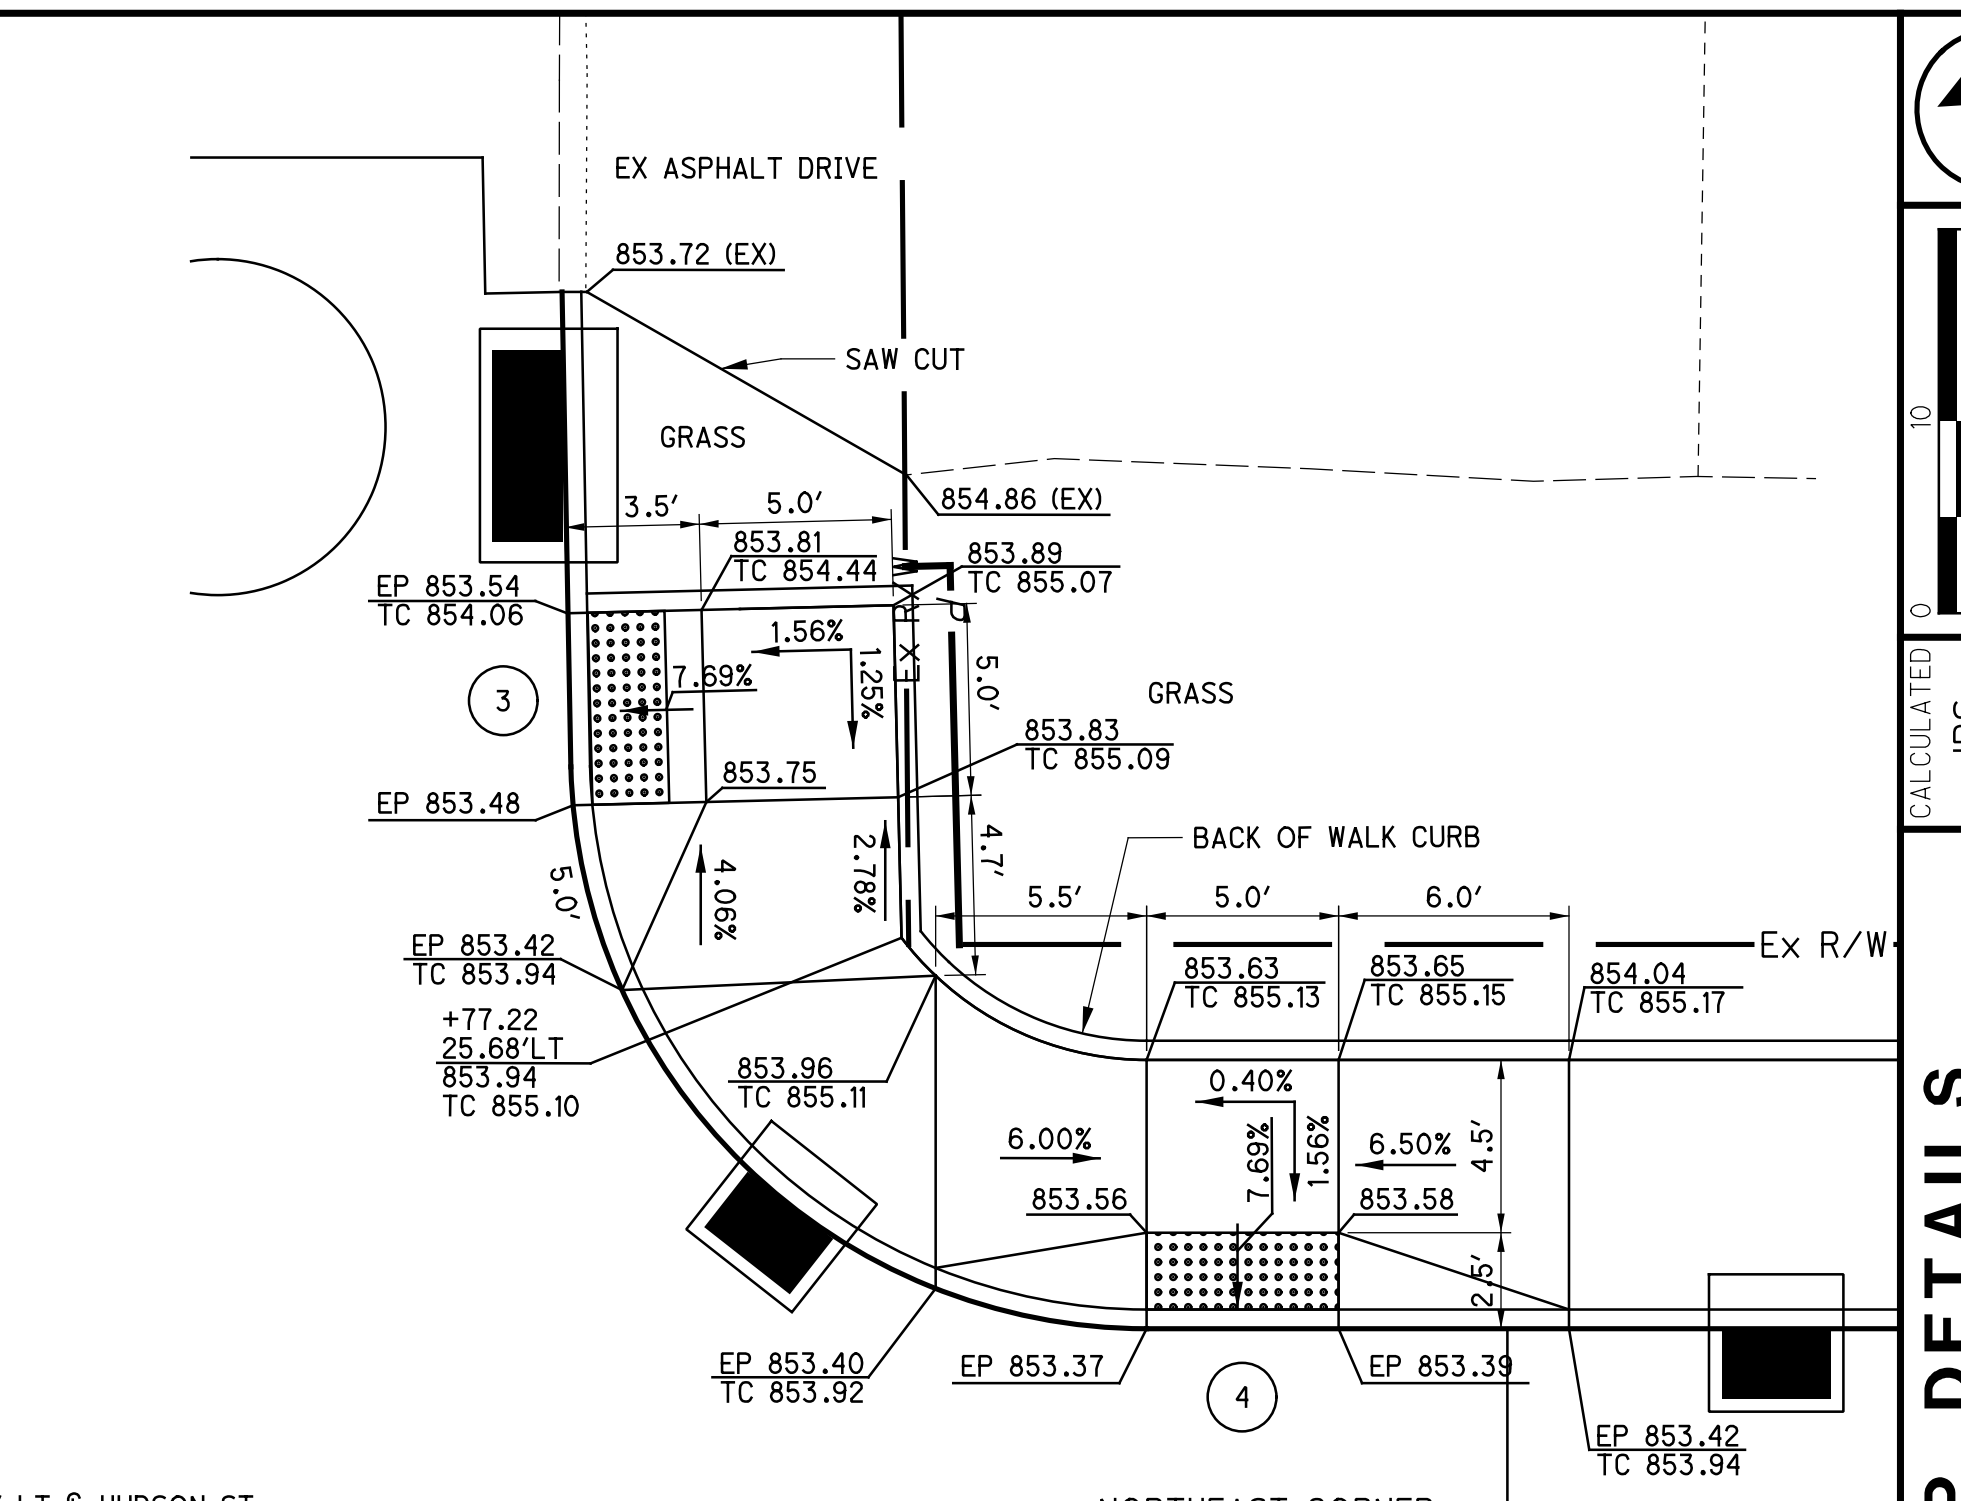 EX ASPHALT DRIVE
853.72 (EX)
SAW CUT
GRASS
854.86 (EX)
3.5′
5.0′
853.81
TC 854.44
853.89
TC 855.07
EP 853.54
TC 854.06
1.56%
1.25%
7.69%
3
5.0′
GRASS
853.83
TC 855.09
853.75
EP 853.48
4.7′
BACK OF WALK CURB
2.78%
4.06%
5.0′
5.5′
5.0′
6.0′
EP 853.42
TC 853.94
Ex R/W
853.63
TC 855.13
853.65
TC 855.15
854.04
TC 855.17
+77.22
25.68′LT
853.94
TC 855.10
853.96
TC 855.11
0.40%
6.00%
7.69%
1.56%
6.50%
4.5′
853.56
853.58
2.5′
EP 853.40
TC 853.92
EP 853.37
EP 853.39
4
EP 853.42
TC 853.94
HUDSON ST
NORTHEAST CORNER
10
0
CALCULATED
DETAILS